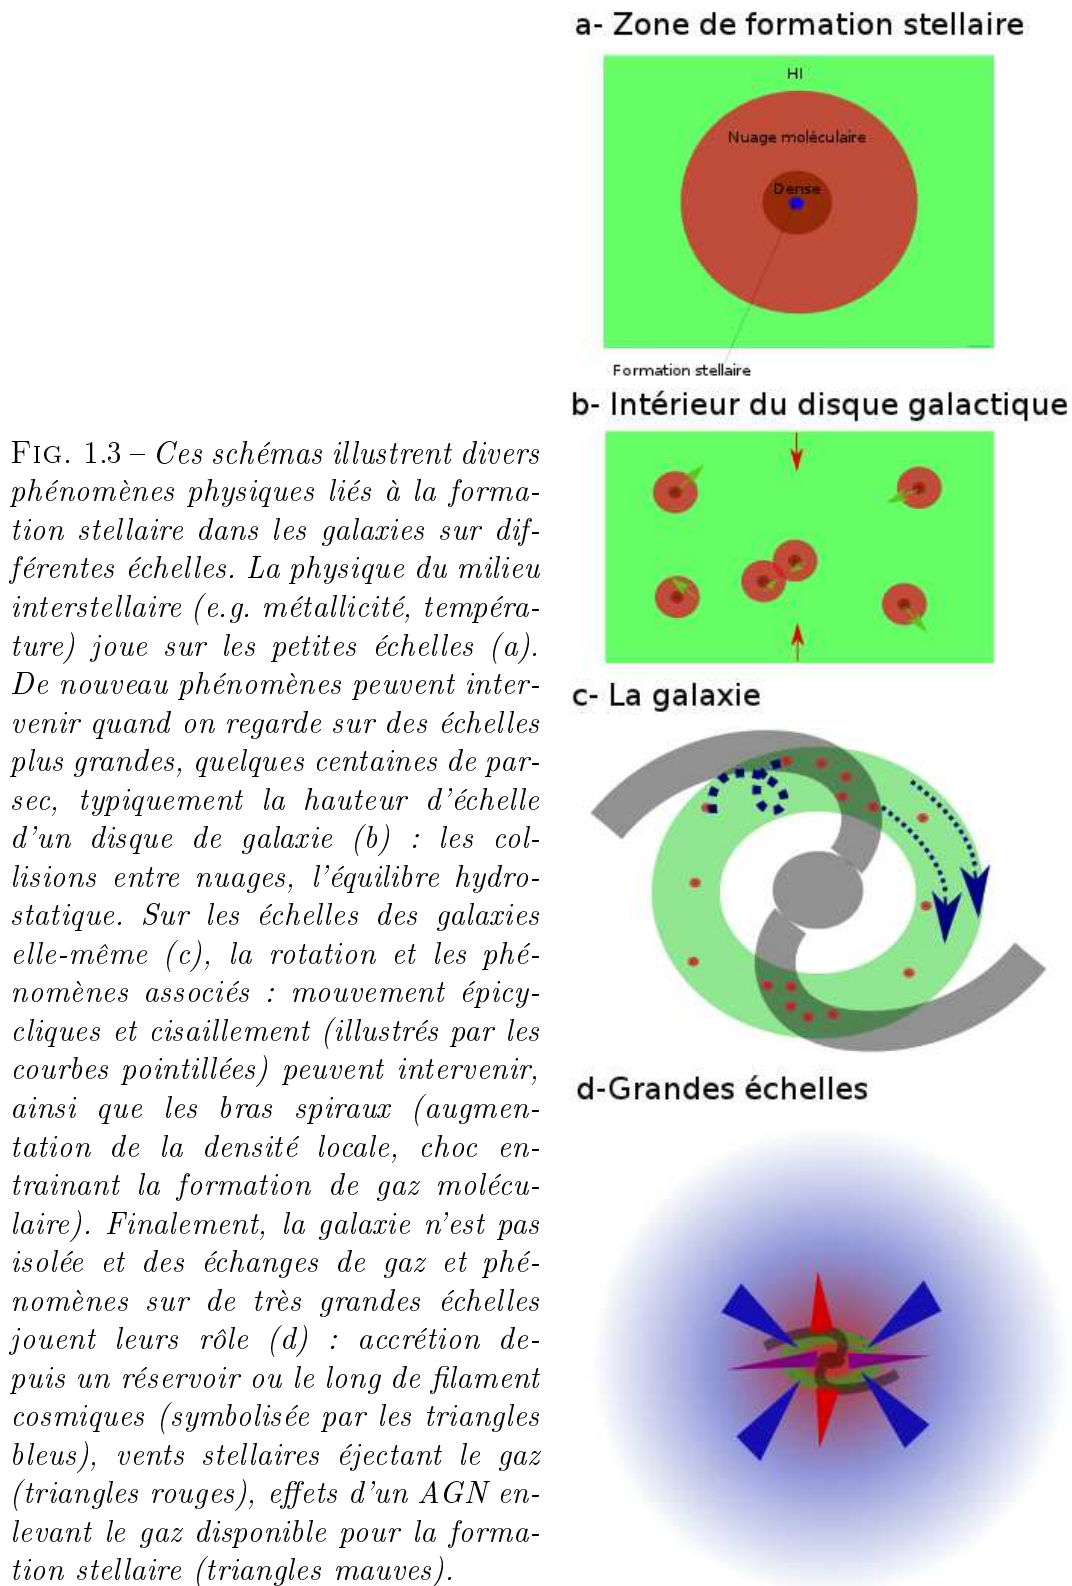 a- Zone de formation stellaire
HI
Nuage moléculaire
Dense
Formation stellaire
b- Intérieur du disque galactique
c- La galaxie
d-Grandes échelles
FIG. 1.3 – Ces schémas illustrent divers
phénomènes physiques liés à la forma-
tion stellaire dans les galaxies sur dif-
férentes échelles. La physique du milieu
interstellaire (e.g. métallicité, tempéra-
ture) joue sur les petites échelles (a).
De nouveau phénomènes peuvent inter-
venir quand on regarde sur des échelles
plus grandes, quelques centaines de par-
sec, typiquement la hauteur d'échelle
d'un disque de galaxie (b) : les col-
lisions entre nuages, l'équilibre hydro-
statique. Sur les échelles des galaxies
elle-même (c), la rotation et les phé-
nomènes associés : mouvement épicy-
cliques et cisaillement (illustrés par les
courbes pointillées) peuvent intervenir,
ainsi que les bras spiraux (augmen-
tation de la densité locale, choc en-
trainant la formation de gaz molécu-
laire). Finalement, la galaxie n'est pas
isolée et des échanges de gaz et phé-
nomènes sur de très grandes échelles
jouent leurs rôle (d) : accrétion de-
puis un réservoir ou le long de filament
cosmiques (symbolisée par les triangles
bleus), vents stellaires éjectant le gaz
(triangles rouges), effets d'un AGN en-
levant le gaz disponible pour la forma-
tion stellaire (triangles mauves).